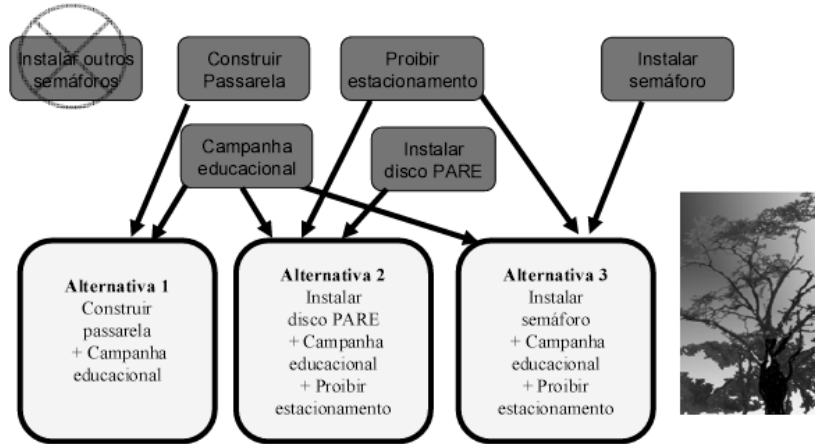 Instalar outros
semáforos
Construir
Passarela
Proibir
estacionamento
Instalar
semáforo
Campanha
educacional
Instalar
disco PARE
Alternativa 1
Construir
passarela
+ Campanha
educacional
Alternativa 2
Instalar
disco PARE
+ Campanha
educacional
+ Proibir
estacionamento
Alternativa 3
Instalar
semáforo
+ Campanha
educacional
+ Proibir
estacionamento